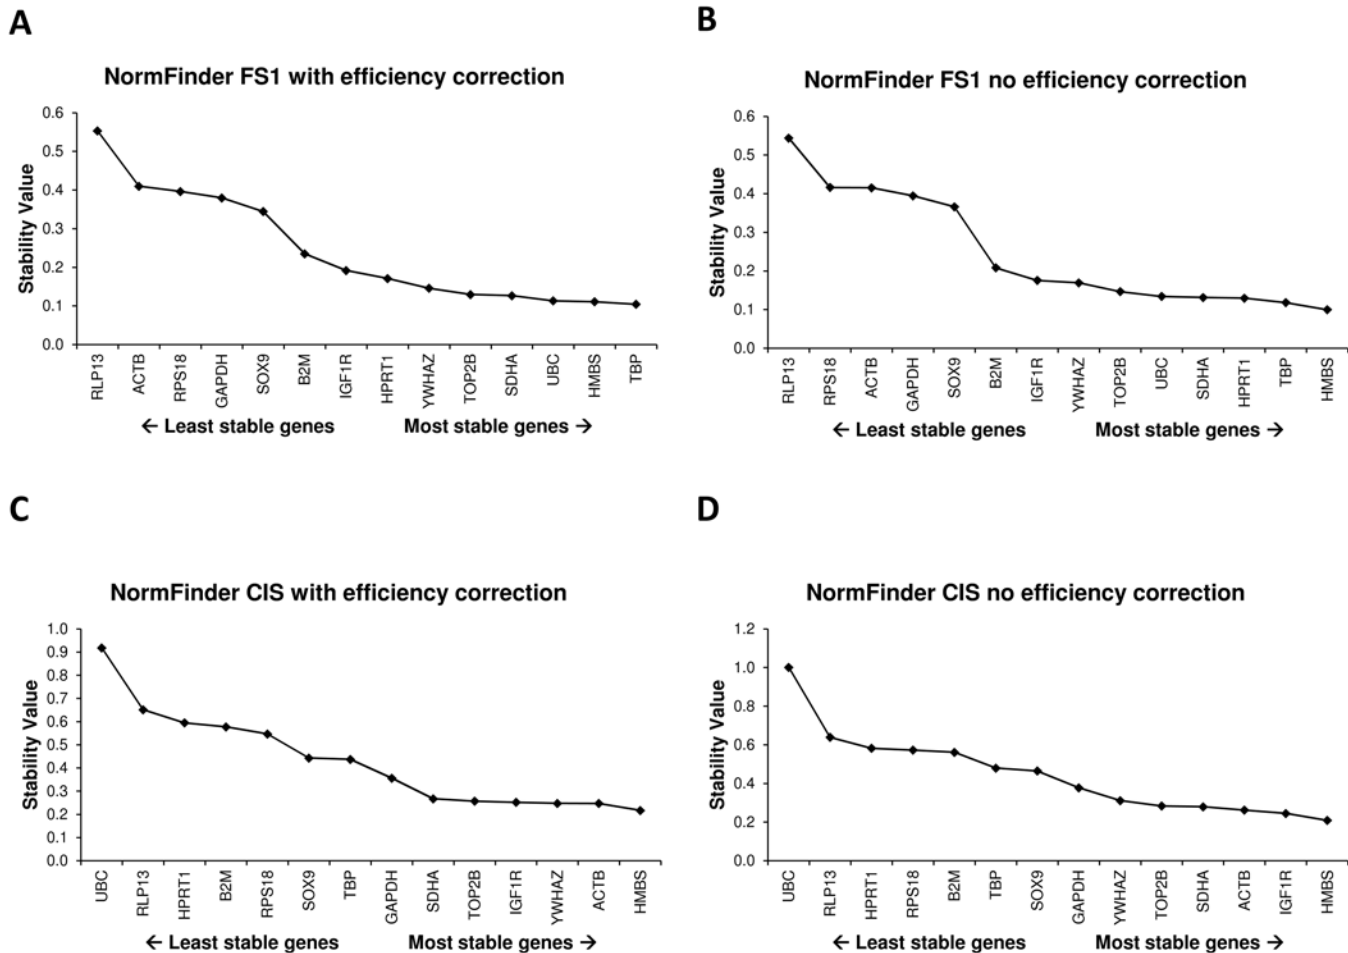 A
NormFinder FS1 with efficiency correction
Stability Value
0.6
0.5
0.4
0.3
0.2
0.1
0.0
RLP13
ACTB
RPS18
GAPDH
SOX9
B2M
IGF1R
HPRT1
YWHAZ
TOP2B
SDHA
UBC
HMBS
TBP
← Least stable genes
Most stable genes →
B
NormFinder FS1 no efficiency correction
Stability Value
0.6
0.5
0.4
0.3
0.2
0.1
0.0
RLP13
RPS18
ACTB
GAPDH
SOX9
B2M
IGF1R
YWHAZ
TOP2B
UBC
SDHA
HPRT1
TBP
HMBS
← Least stable genes
Most stable genes →
C
NormFinder CIS with efficiency correction
Stability Value
1.0
0.9
0.8
0.7
0.6
0.5
0.4
0.3
0.2
0.1
0.0
UBC
RLP13
HPRT1
B2M
RPS18
SOX9
TBP
GAPDH
SDHA
TOP2B
IGF1R
YWHAZ
ACTB
HMBS
← Least stable genes
Most stable genes →
D
NormFinder CIS no efficiency correction
Stability Value
1.2
1.0
0.8
0.6
0.4
0.2
0.0
UBC
RLP13
HPRT1
RPS18
B2M
TBP
SOX9
GAPDH
YWHAZ
TOP2B
SDHA
ACTB
IGF1R
HMBS
← Least stable genes
Most stable genes →